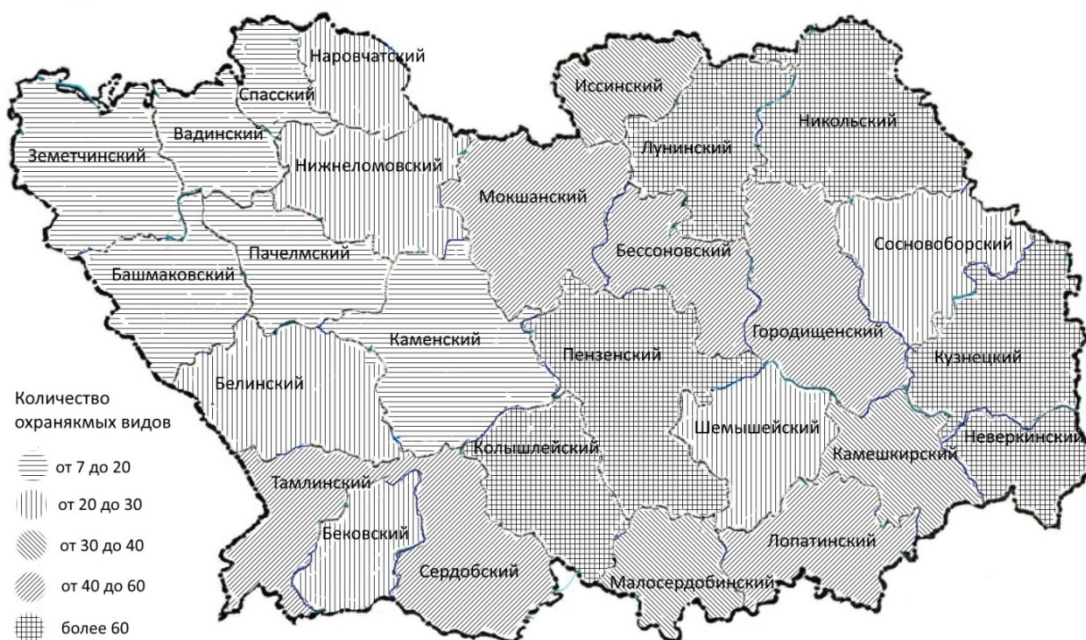 Наровчатский
Спасский
Иссинский
Вадинский
Никольский
Земетчинский
Лунинский
Нижнеломовский
Мокшанский
Сосновоборский
Бессоновский
Пачелмский
Башмаковский
Городищенский
Каменский
Пензенский
Кузнецкий
Белинский
Шемышейский
Неверкинский
Колышлейский
Камешкирский
Тамлинский
Бековский
Лопатинский
Сердобский
Малосердобинский
Количество
охранякмых видов
от 7 до 20
от 20 до 30
от 30 до 40
от 40 до 60
более 60